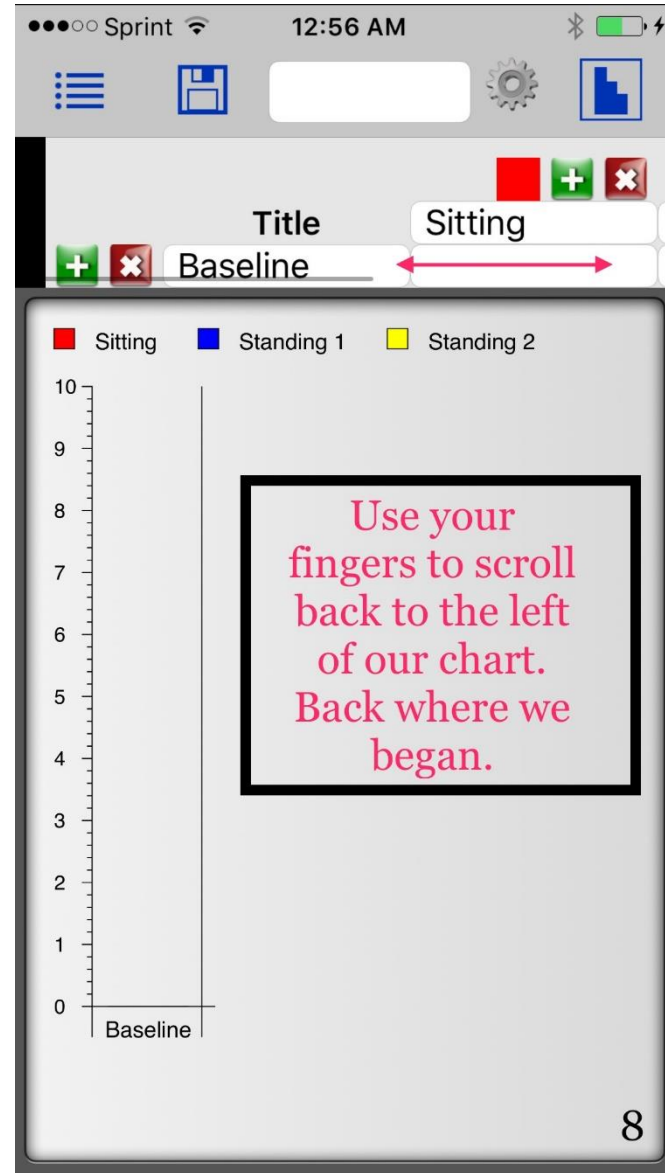 Sprint 12:56 AM
Title Sitting
Baseline
Sitting Standing 1 Standing 2
10
9
8
7
6
5
4
3
2
1
0
Baseline
Use your
fingers to scroll
back to the left
of our chart.
Back where we
began.
8